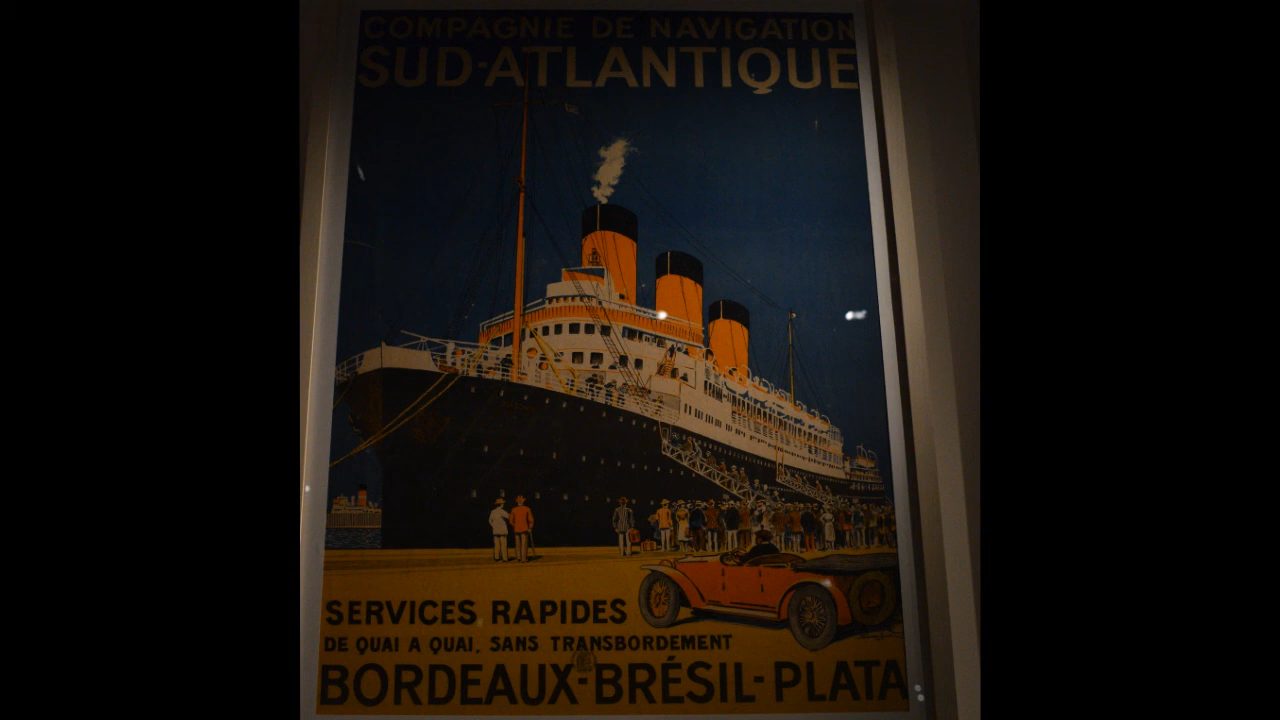 COMPAGNIE DE NAVIGATION
SUD-ATLANTIQUE
SERVICES RAPIDES
DE QUAI A QUAI, SANS TRANSBORDEMENT
BORDEAUX-BRÉSIL-PLATA